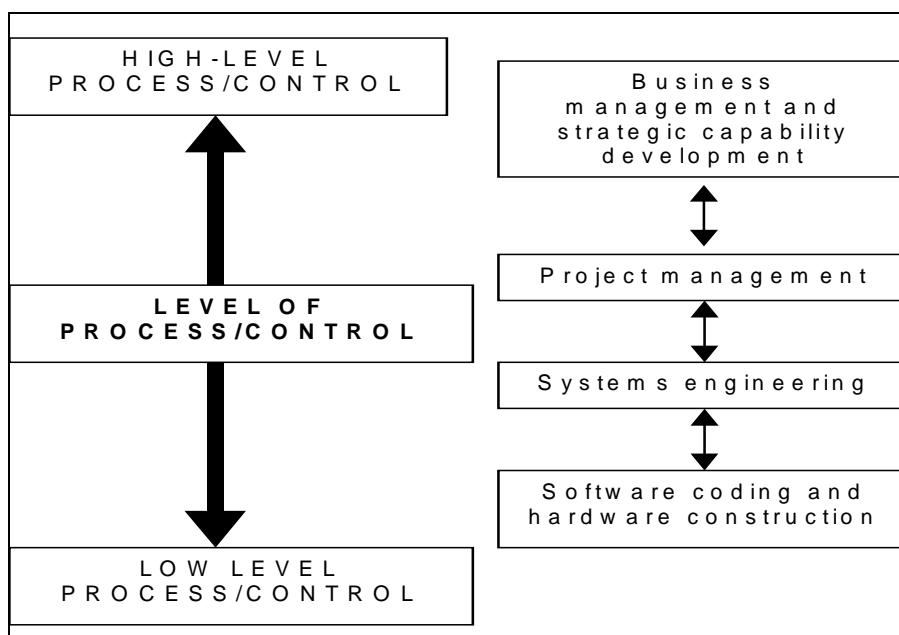 HIGH-LEVEL
PROCESS/CONTROL
LEVEL OF
PROCESS/CONTROL
LOW LEVEL
PROCESS/CONTROL
Business
management and
strategic capability
development
Project management
Systems engineering
Software coding and
hardware construction